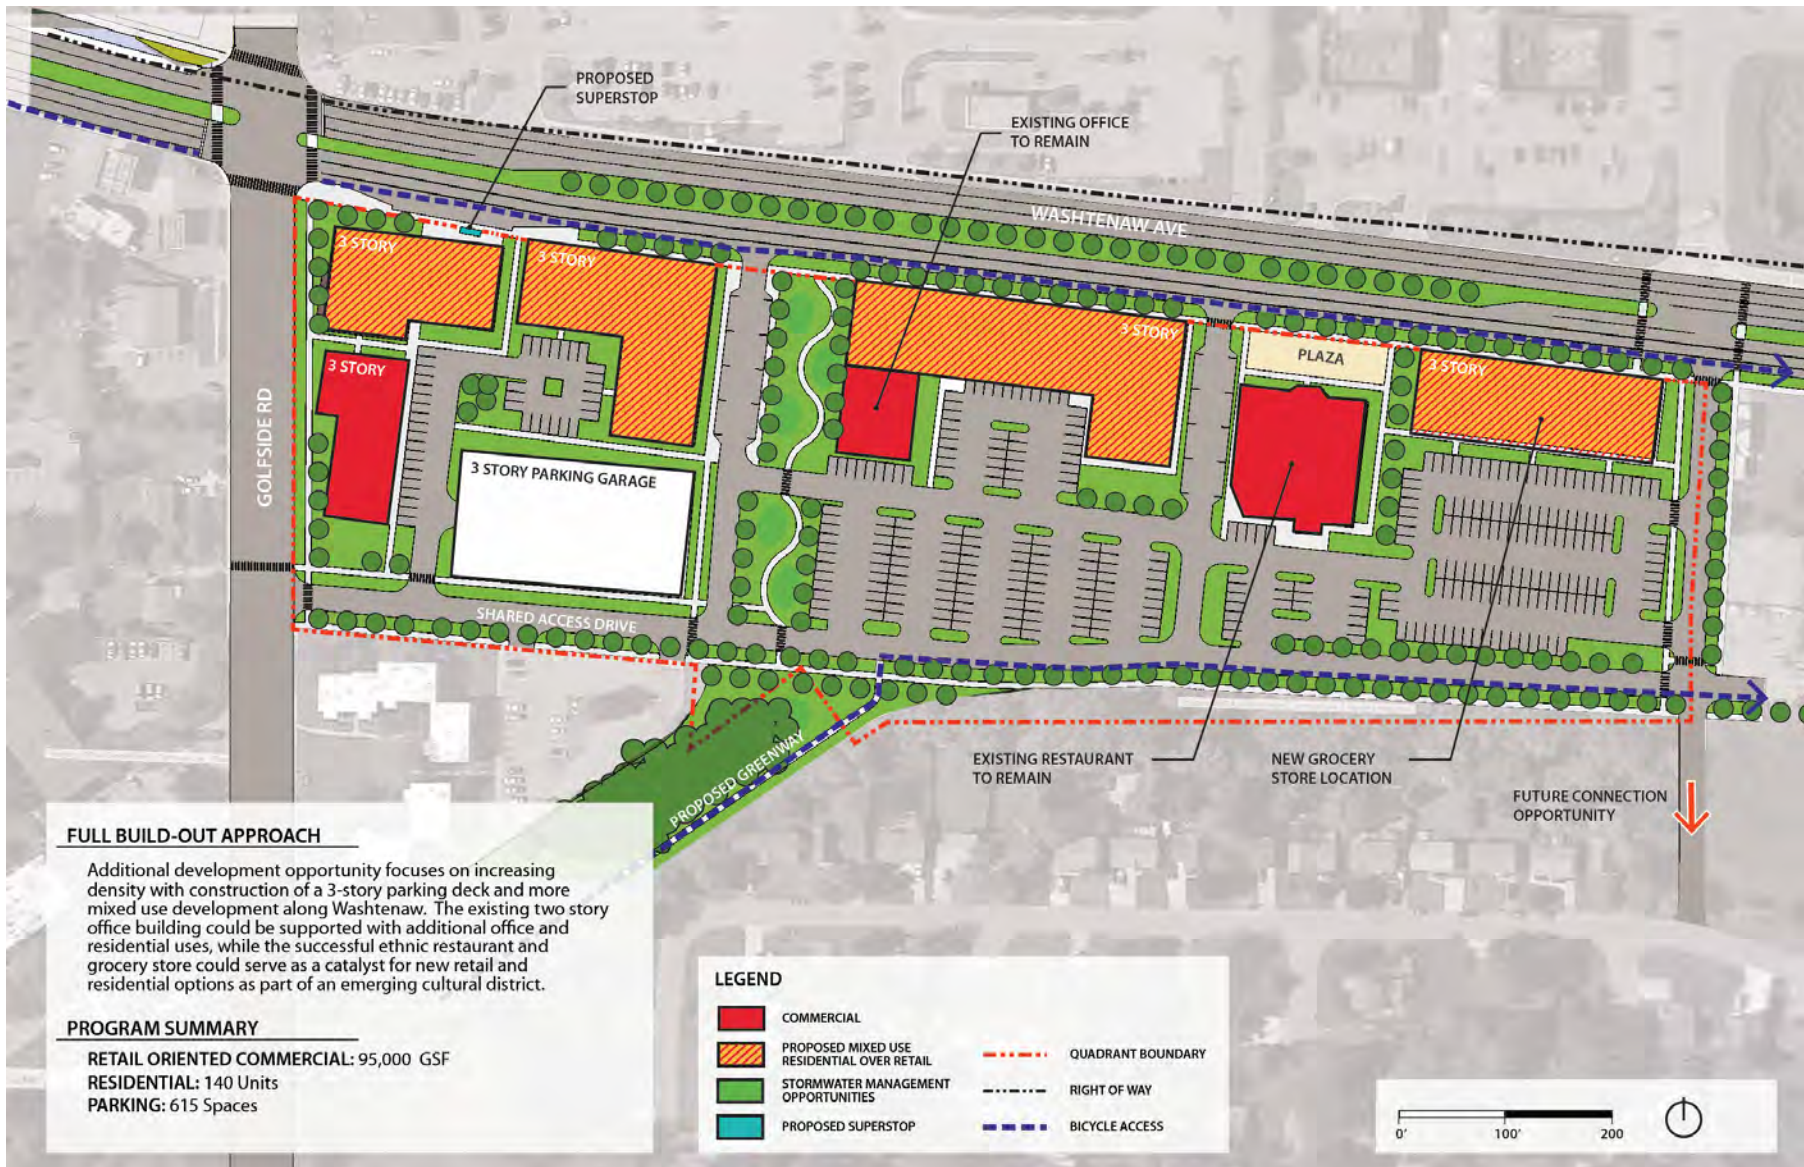 PROPOSED
SUPERSTOP
EXISTING OFFICE
TO REMAIN
WASHTENAW AVE
3 STORY
3 STORY
3 STORY
PLAZA
3 STORY
3 STORY
GOLFSIDE RD
3 STORY PARKING GARAGE
SHARED ACCESS DRIVE
PROPOSED GREENWAY
EXISTING RESTAURANT
TO REMAIN
NEW GROCERY
STORE LOCATION
FUTURE CONNECTION
OPPORTUNITY
FULL BUILD-OUT APPROACH
Additional development opportunity focuses on increasing
density with construction of a 3-story parking deck and more
mixed use development along Washtenaw. The existing two story
office building could be supported with additional office and
residential uses, while the successful ethnic restaurant and
grocery store could serve as a catalyst for new retail and
residential options as part of an emerging cultural district.
PROGRAM SUMMARY
RETAIL ORIENTED COMMERCIAL: 95,000 GSF
RESIDENTIAL: 140 Units
PARKING: 615 Spaces
LEGEND
COMMERCIAL
PROPOSED MIXED USE
RESIDENTIAL OVER RETAIL
STORMWATER MANAGEMENT
OPPORTUNITIES
PROPOSED SUPERSTOP
QUADRANT BOUNDARY
RIGHT OF WAY
BICYCLE ACCESS
0' 100' 200